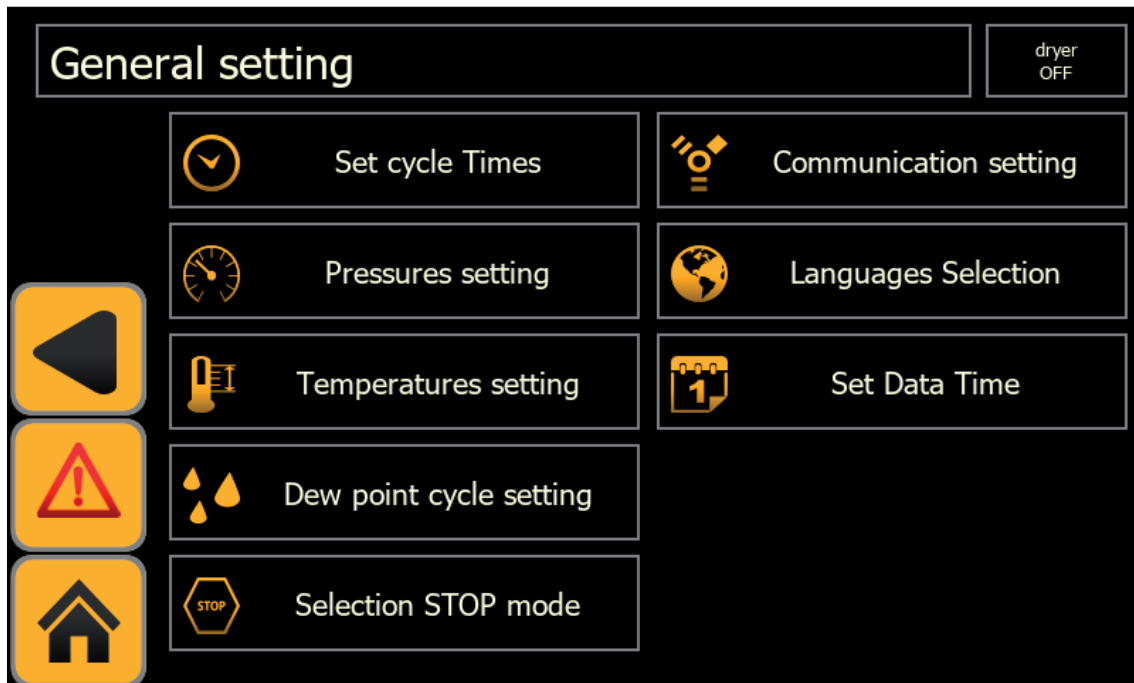 General setting
dryer
OFF
Set cycle Times
Communication setting
Pressures setting
Languages Selection
Temperatures setting
1
Set Data Time
Dew point cycle setting
STOP
Selection STOP mode